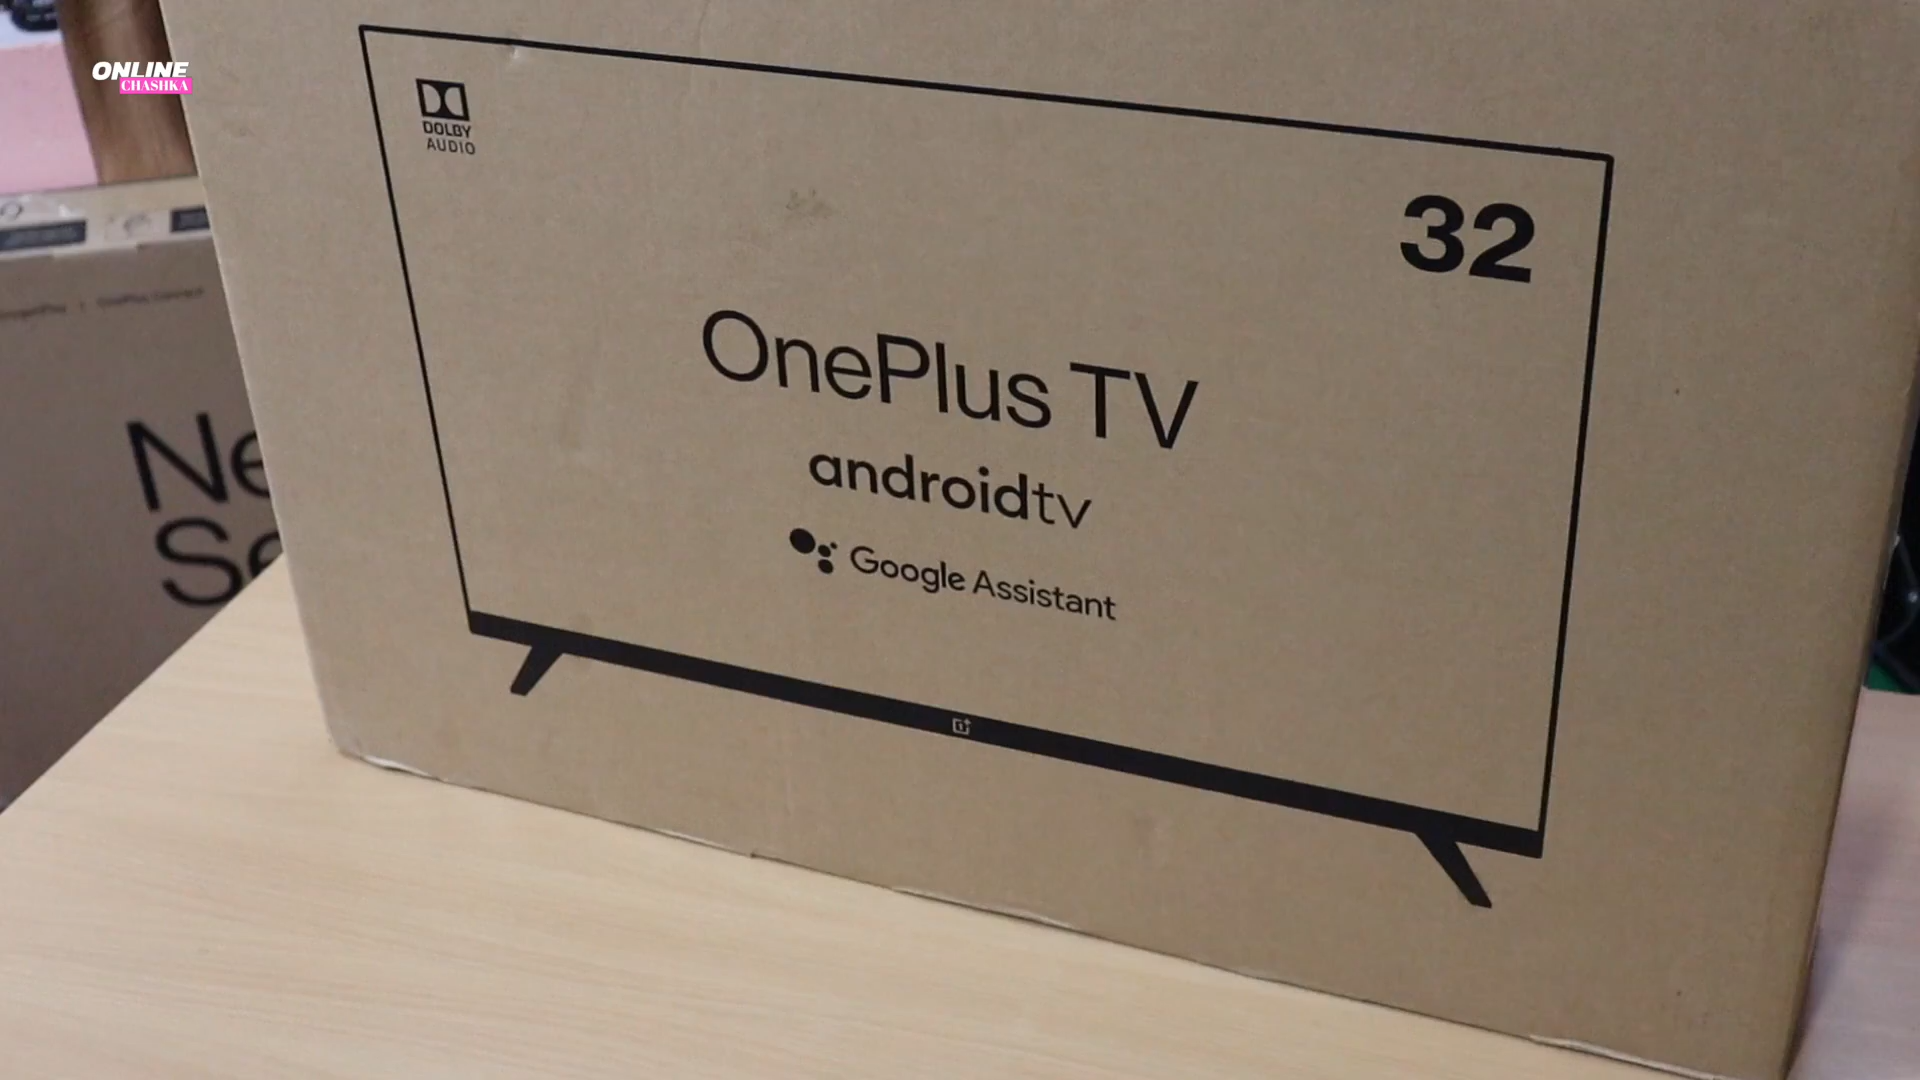 ONLINE
CHASHKA
DOLBY
AUDIO
32
OnePlus TV
androidtv
Google Assistant